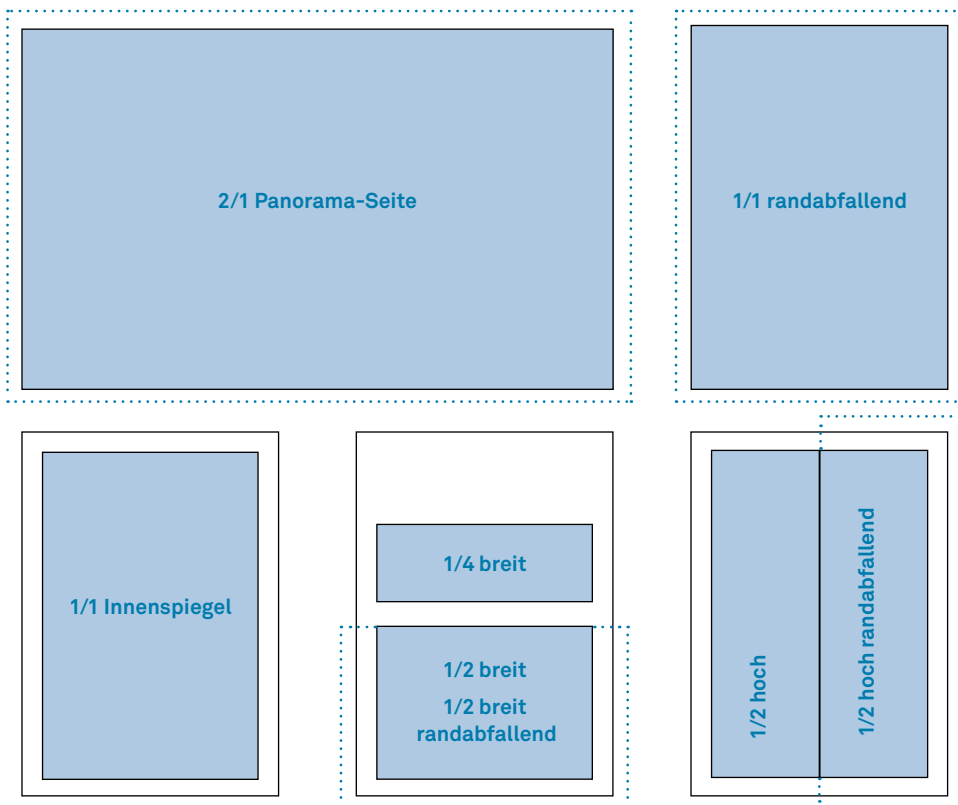 2/1 Panorama-Seite
1/1 randabfallend
1/1 Innenspiegel
1/4 breit
1/2 breit
1/2 breit
randabfallend
1/2 hoch
1/2 hoch randabfallend